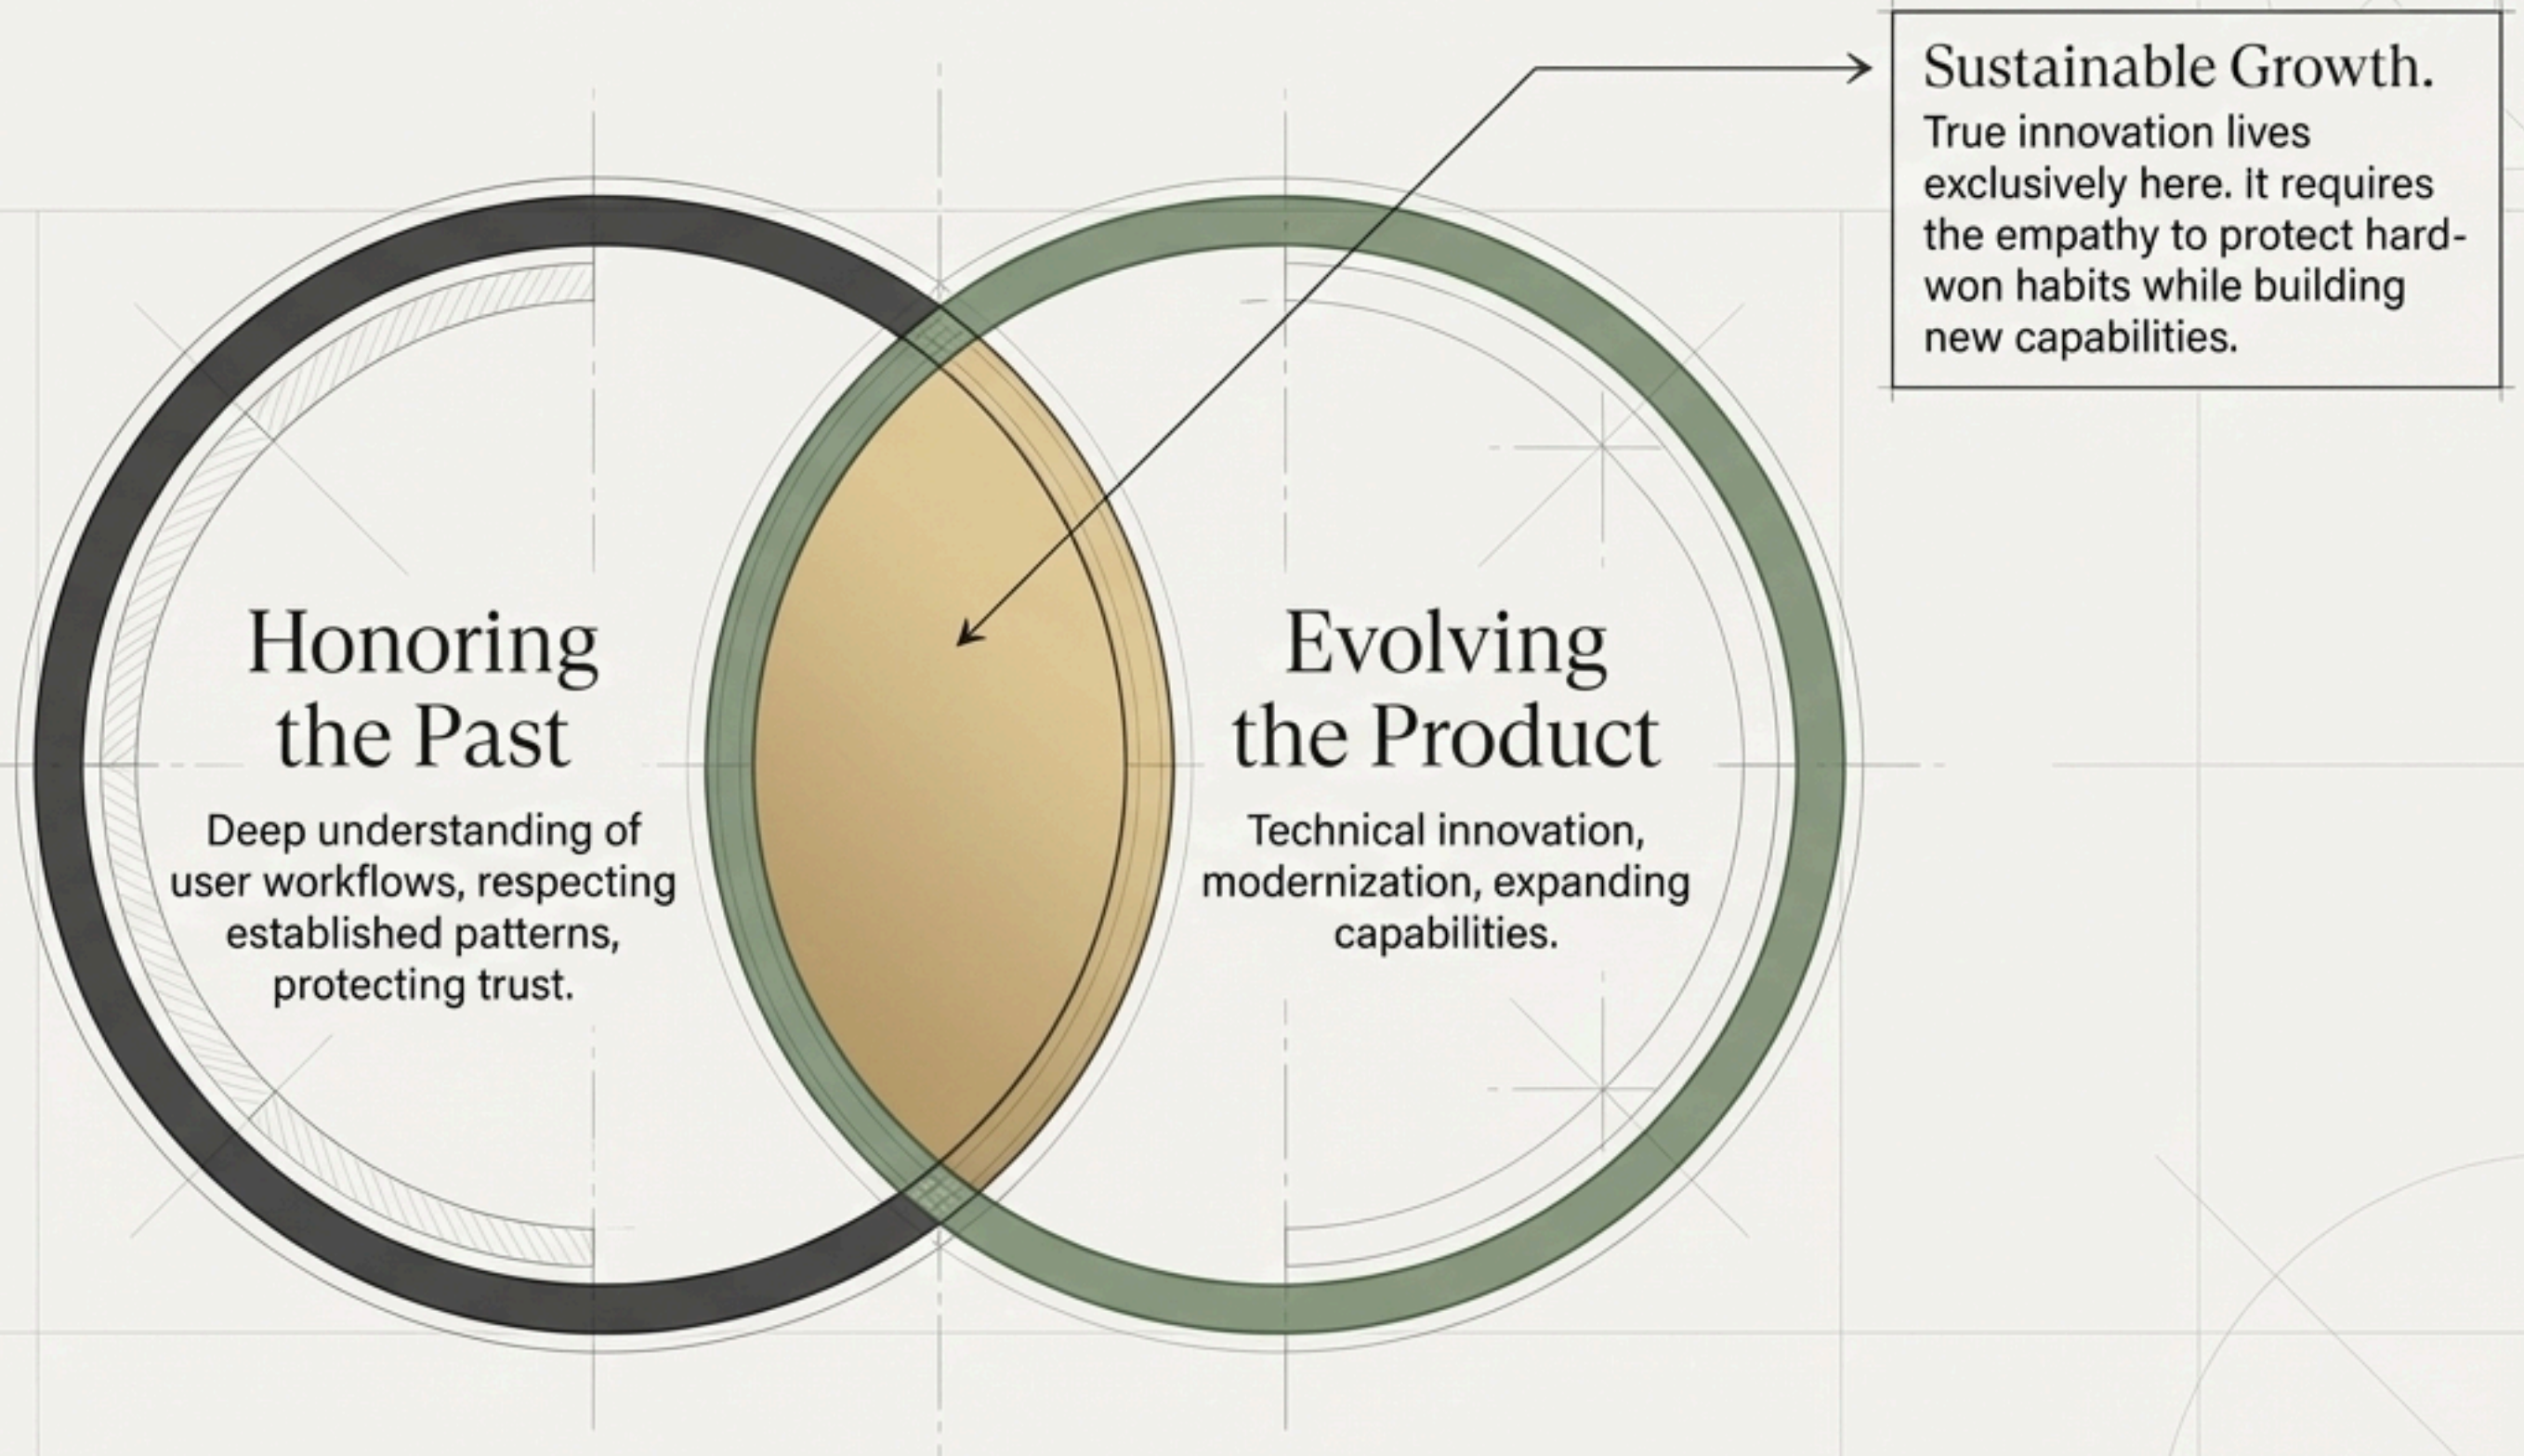 Sustainable Growth.
True innovation lives
exclusively here. It requires
the empathy to protect hard-
won habits while building
new capabilities.
Honoring
the Past
Deep understanding of
user workflows, respecting
established patterns,
protecting trust.
Evolving
the Product
Technical innovation,
modernization, expanding
capabilities.